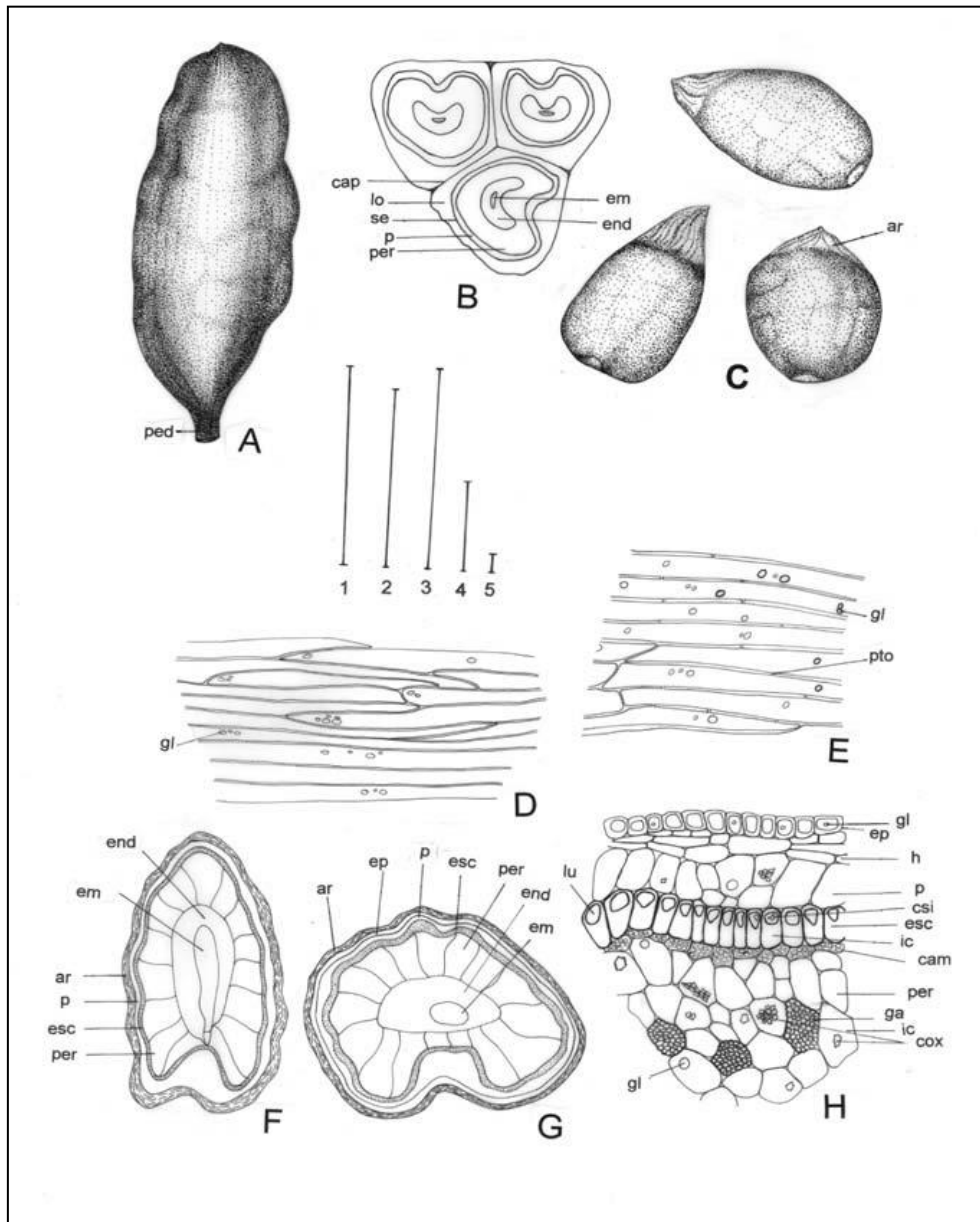 ped
A
cap
lo
se
p
per
em
end
B
ar
C
1 2 3 4 5
gl
D
gl
pto
E
end
em
ar
p
esc
per
F
ar
ep
p
esc
per
end
em
G
lu
gl
ep
h
p
csi
esc
ic
cam
per
ga
ic
cox
gl
H